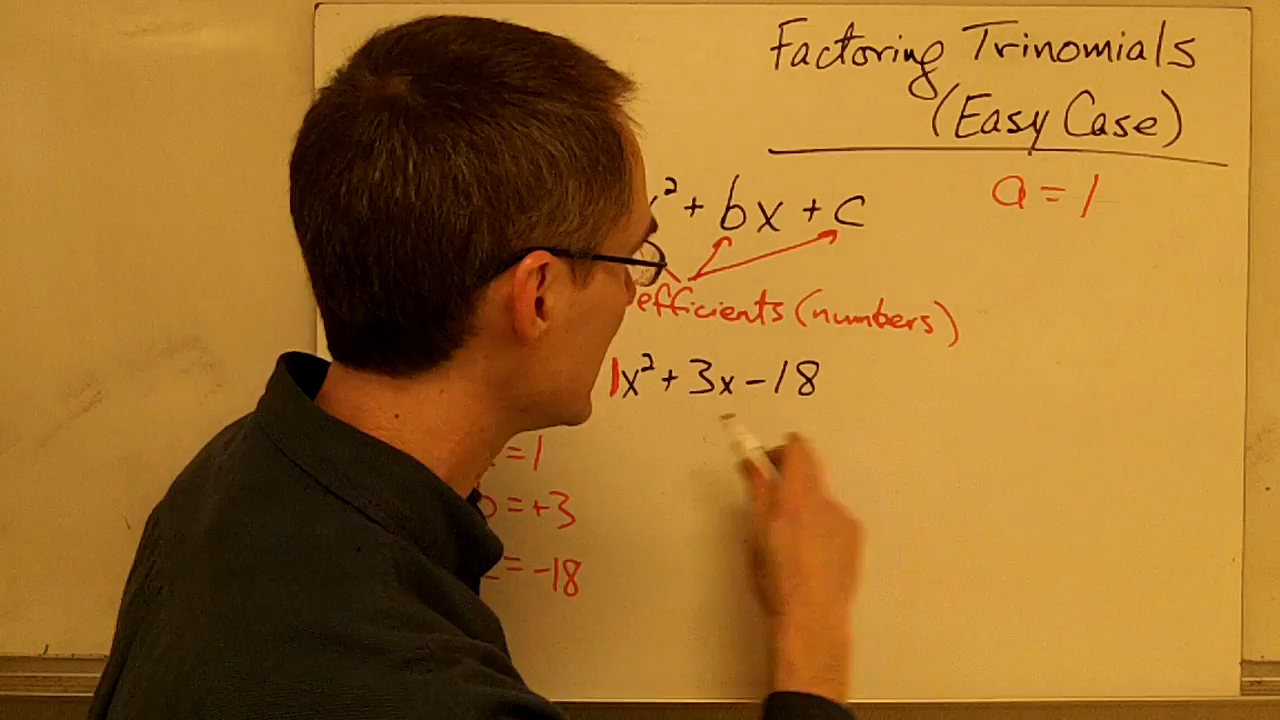 Factoring Trinomials
(Easy Case)
a = 1
x² + bx + c
efficients (numbers)
1x² + 3x - 18
= 1
b = +3
c = -18